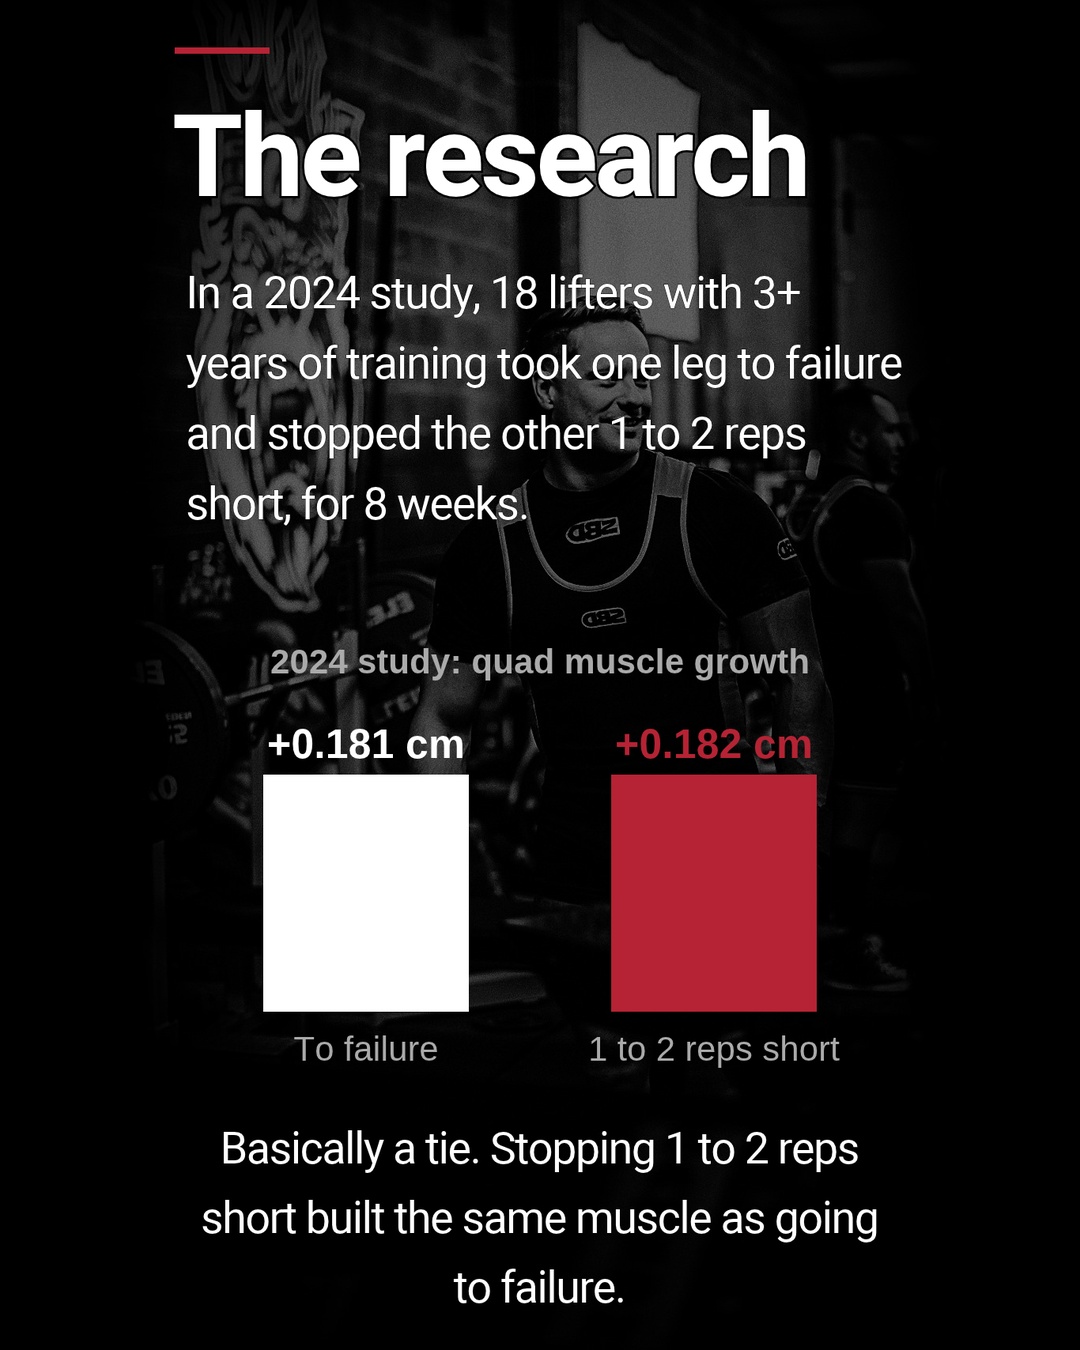 The research
In a 2024 study, 18 lifters with 3+
years of training took one leg to failure
and stopped the other 1 to 2 reps
short, for 8 weeks.
2024 study: quad muscle growth
+0.181 cm
+0.182 cm
To failure
1 to 2 reps short
Basically a tie. Stopping 1 to 2 reps
short built the same muscle as going
to failure.